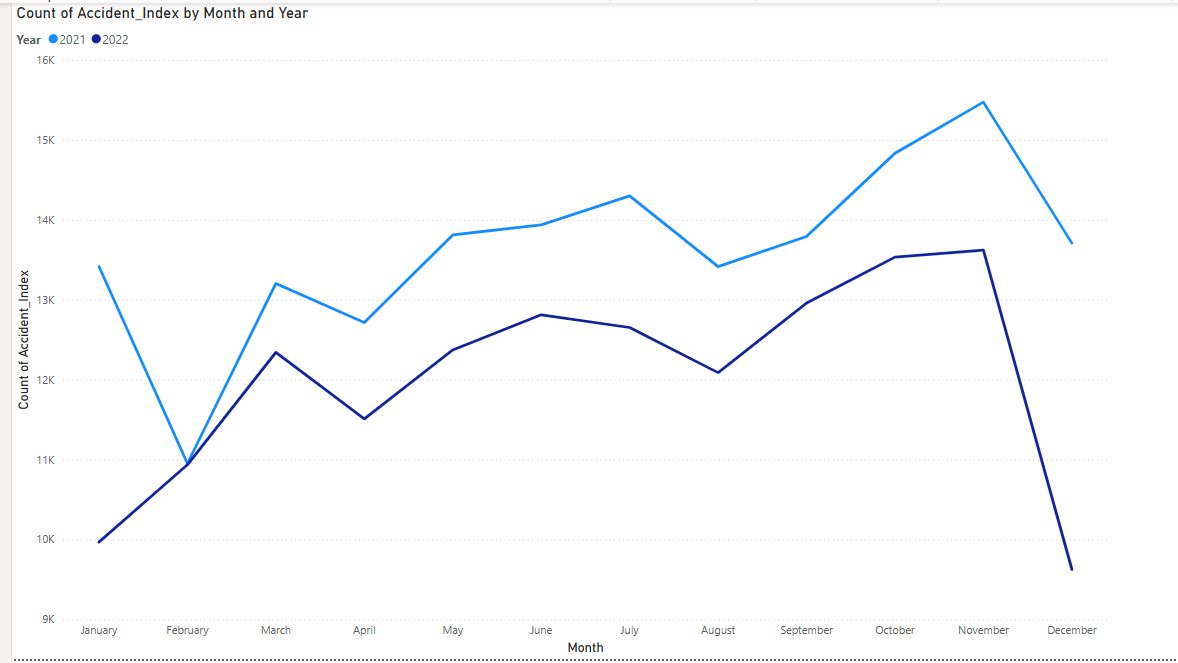 Count of Accident_Index by Month and Year
Year 2021 2022
16K
15K
14K
13K
12K
11K
10K
9K
Count of Accident_Index
January February March April May June July August September October November December
Month